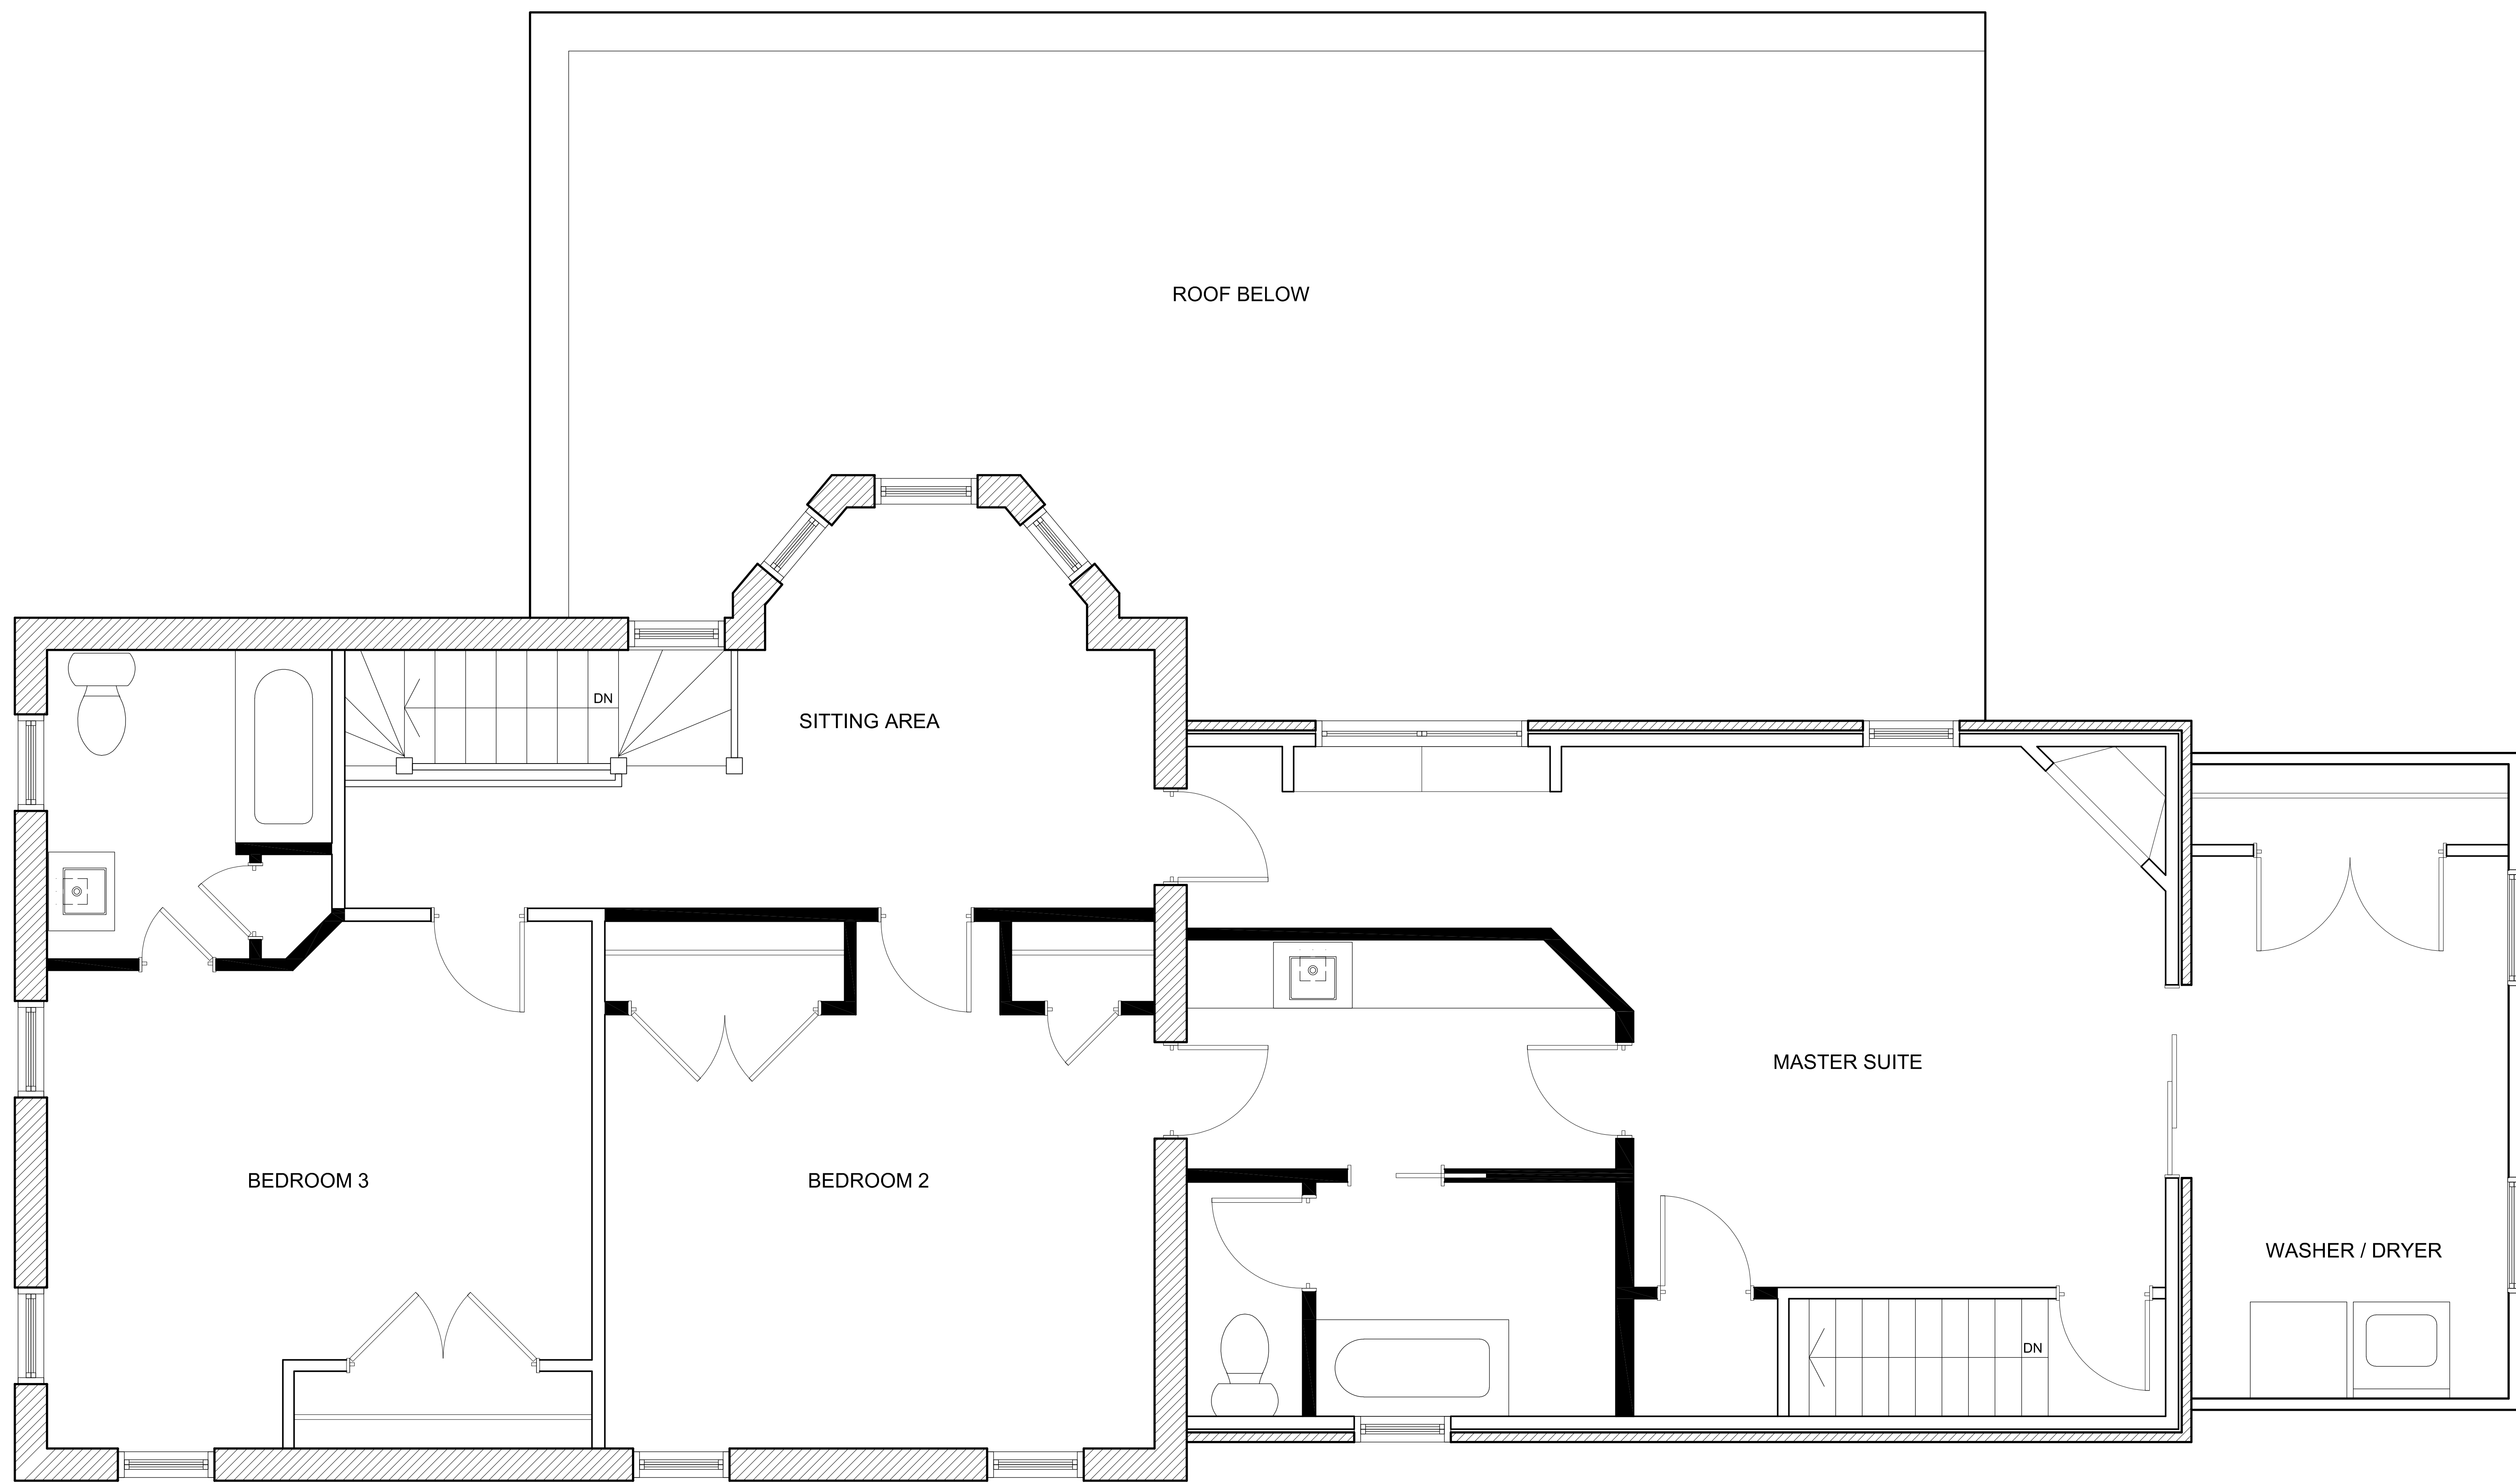 ROOF BELOW
DN
SITTING AREA
MASTER SUITE
BEDROOM 3
BEDROOM 2
WASHER / DRYER
DN